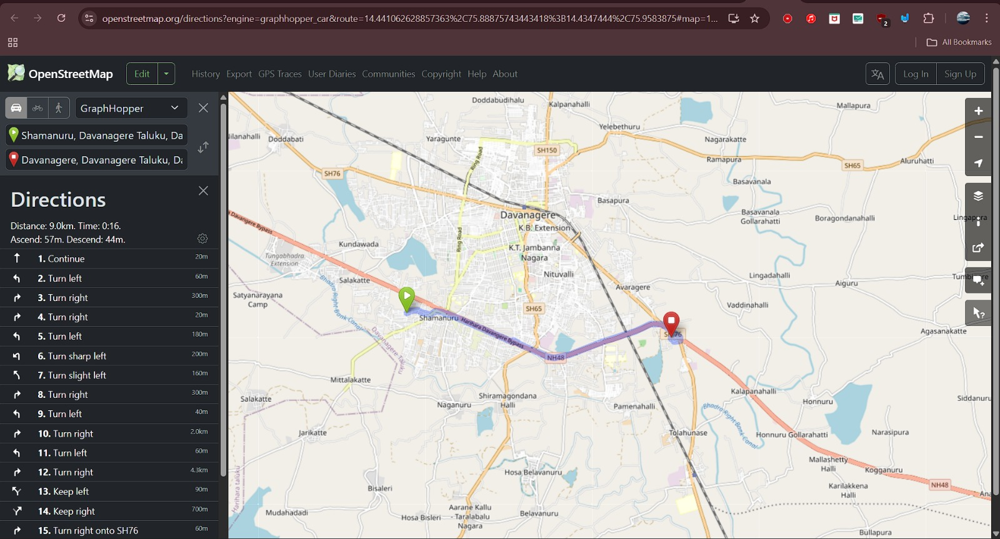 openstreetmap.org/directions?engine=graphhopper_car&route=14.441062628857363%2C75.88875743443418%3B14.4347444%2C75.9583875#map=1...
2
All Bookmarks
OpenStreetMap
Edit
History Export GPS Traces User Diaries Communities Copyright Help About
Log In
Sign Up
GraphHopper
Shamanuru, Davanagere Taluku, Da
Davanagere, Davanagere Taluku, Da
Directions
Distance: 9.0km. Time: 0:16.
Ascend: 57m. Descend: 44m.
1. Continue 20m
2. Turn left 60m
3. Turn right 300m
4. Turn right 20m
5. Turn left 180m
6. Turn sharp left 200m
7. Turn slight left 160m
8. Turn right 300m
9. Turn left 40m
10. Turn right 2.0km
11. Turn left 60m
12. Turn right 4.3km
13. Keep left 90m
14. Keep right 700m
15. Turn right onto SH76 60m
Doddabudihalu
Kalpanahalli
Mallapura
Nilanahalli
Doddabati
Yaragunte
Yelebethuru
Nagarakatte
SH150
Ring Road
Ramapura
SH65
Aluruhatti
SH76
Basavanala
Basapura
Davanagere
Basavanala
Gollarahatti
Boragondanahalli
Lingapura
a Davangere Bypass
K.B. Extension
Kundawada
Ring Road
K.T. Jambanna
Nagara
Tungabhadra
Extension
Nituvalli
Lingadahalli
Salakatte
Avaragere
Aiguru
Satyanarayana
Camp
Bhadra Right Bank Canal
Vaddinahalli
SH65
Shamanuru
Harihara Davangere Bypass
Davanagere Taluku
SH76
Agasanakatte
NH48
Mittalakatte
Salakatte
Shiramagondana
Halli
Kalapanahalli
Honnuru
Siddanuru
Naganuru
Pamenahalli
Bhadra Right Bank Canal
Jarikatte
Tolahunase
Honnuru Gollarahatti
Narasipura
Harihara taluku
Mallashetty
Halli
Kogganuru
Hosa Belavanuru
Bisaleri
Karilakkena
Halli
NH48
Ana
Mudahadadi
Aarane Kallu
- Taralabalu
Nagara
Hosa Bisleri
Belavanuru
Bullapura